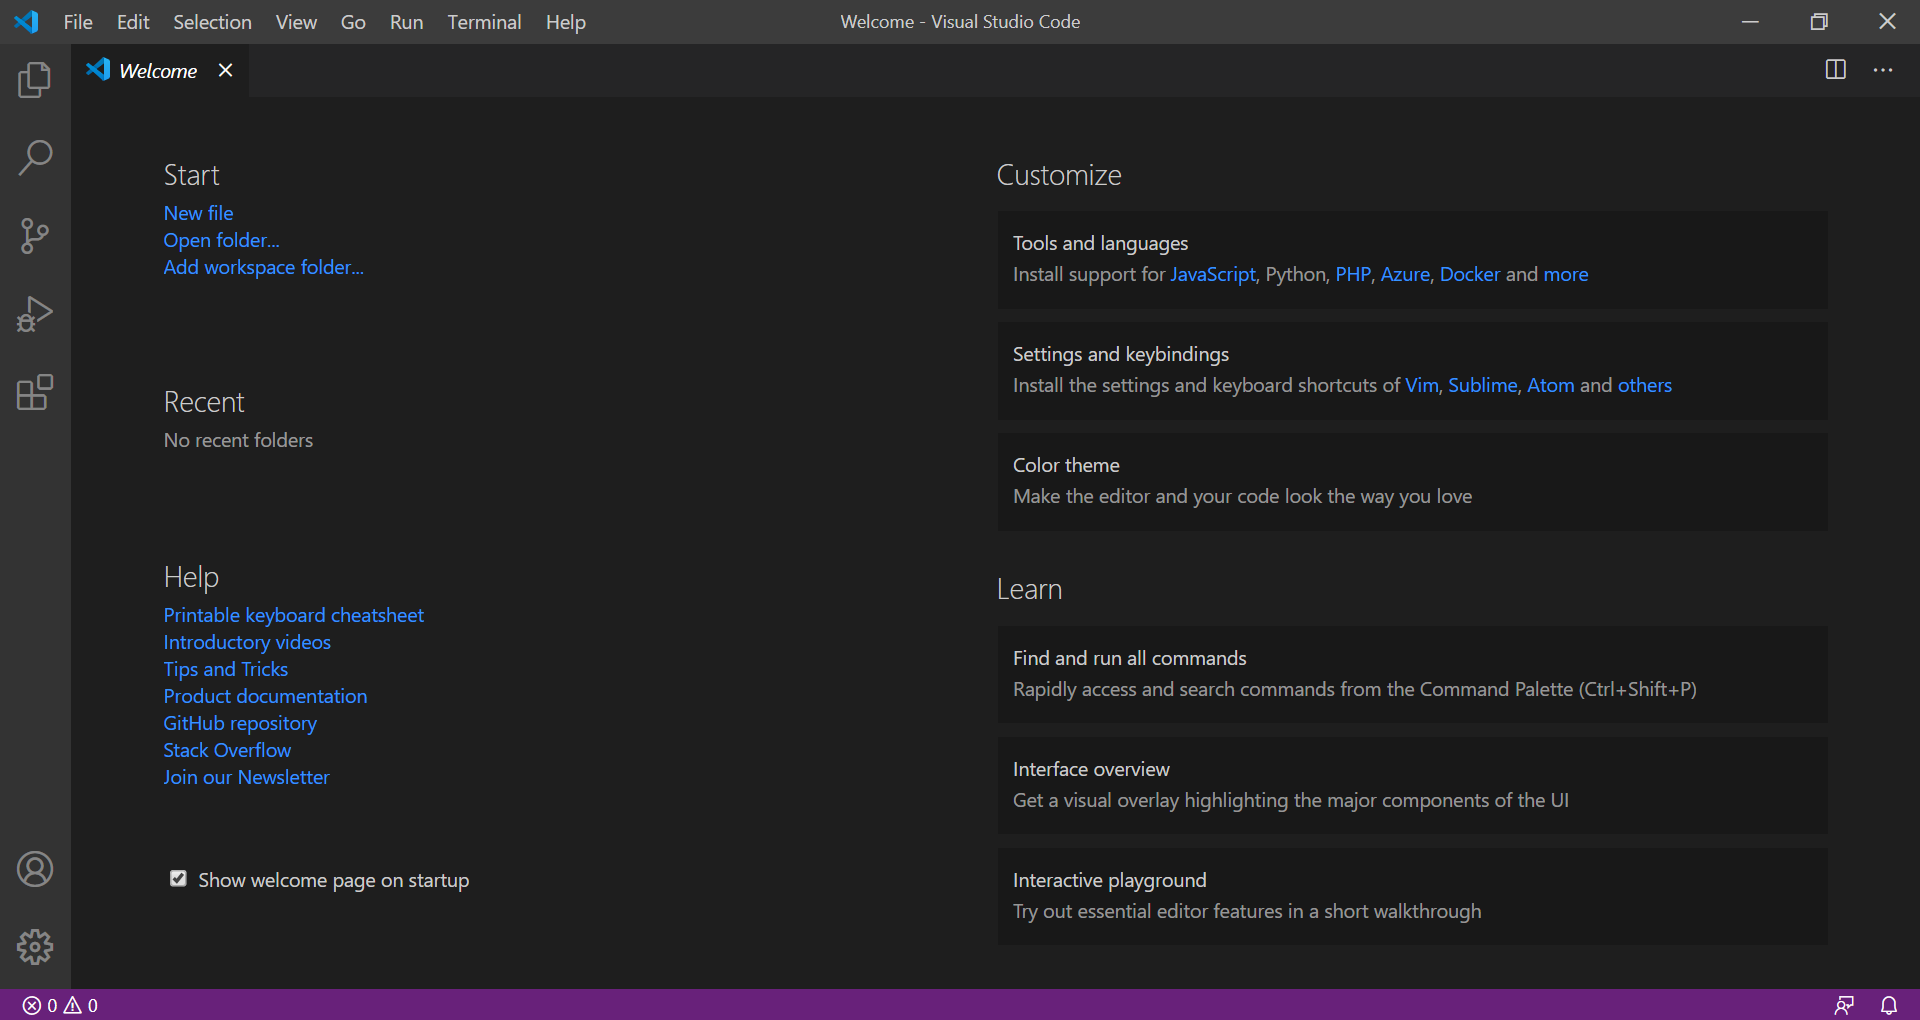 File Edit Selection View Go Run Terminal Help
Welcome - Visual Studio Code
Welcome
Start
New file
Open folder...
Add workspace folder...
Recent
No recent folders
Help
Printable keyboard cheatsheet
Introductory videos
Tips and Tricks
Product documentation
GitHub repository
Stack Overflow
Join our Newsletter
Show welcome page on startup
Customize
Tools and languages
Install support for JavaScript, Python, PHP, Azure, Docker and more
Settings and keybindings
Install the settings and keyboard shortcuts of Vim, Sublime, Atom and others
Color theme
Make the editor and your code look the way you love
Learn
Find and run all commands
Rapidly access and search commands from the Command Palette (Ctrl+Shift+P)
Interface overview
Get a visual overlay highlighting the major components of the UI
Interactive playground
Try out essential editor features in a short walkthrough
0 0